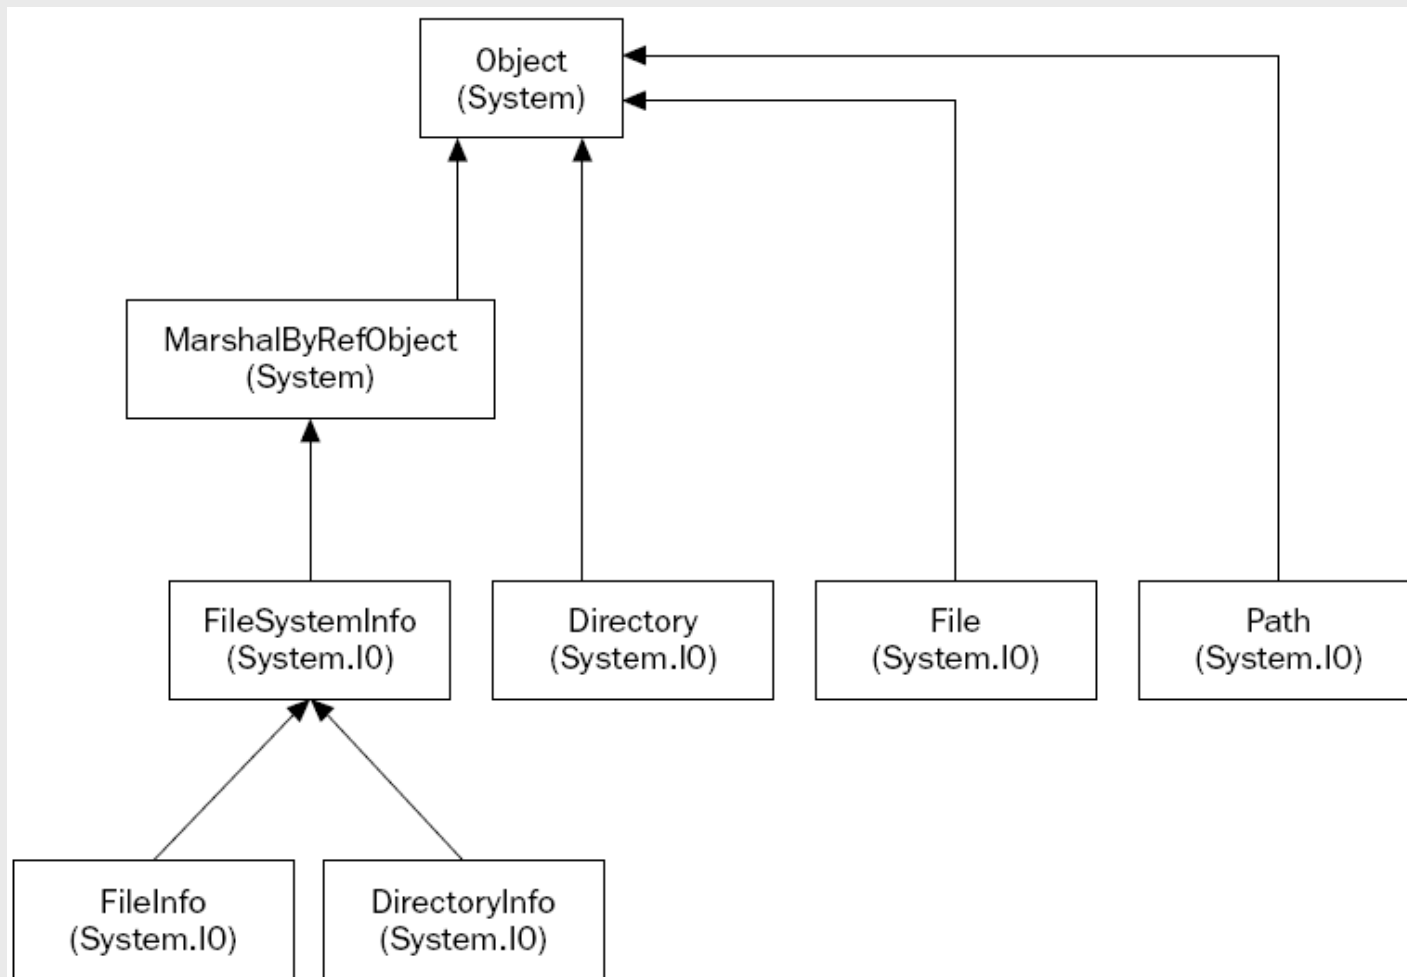 Object
(System)
MarshalByRefObject
(System)
FileSystemInfo
(System.IO)
Directory
(System.IO)
File
(System.IO)
Path
(System.IO)
FileInfo
(System.IO)
DirectoryInfo
(System.IO)